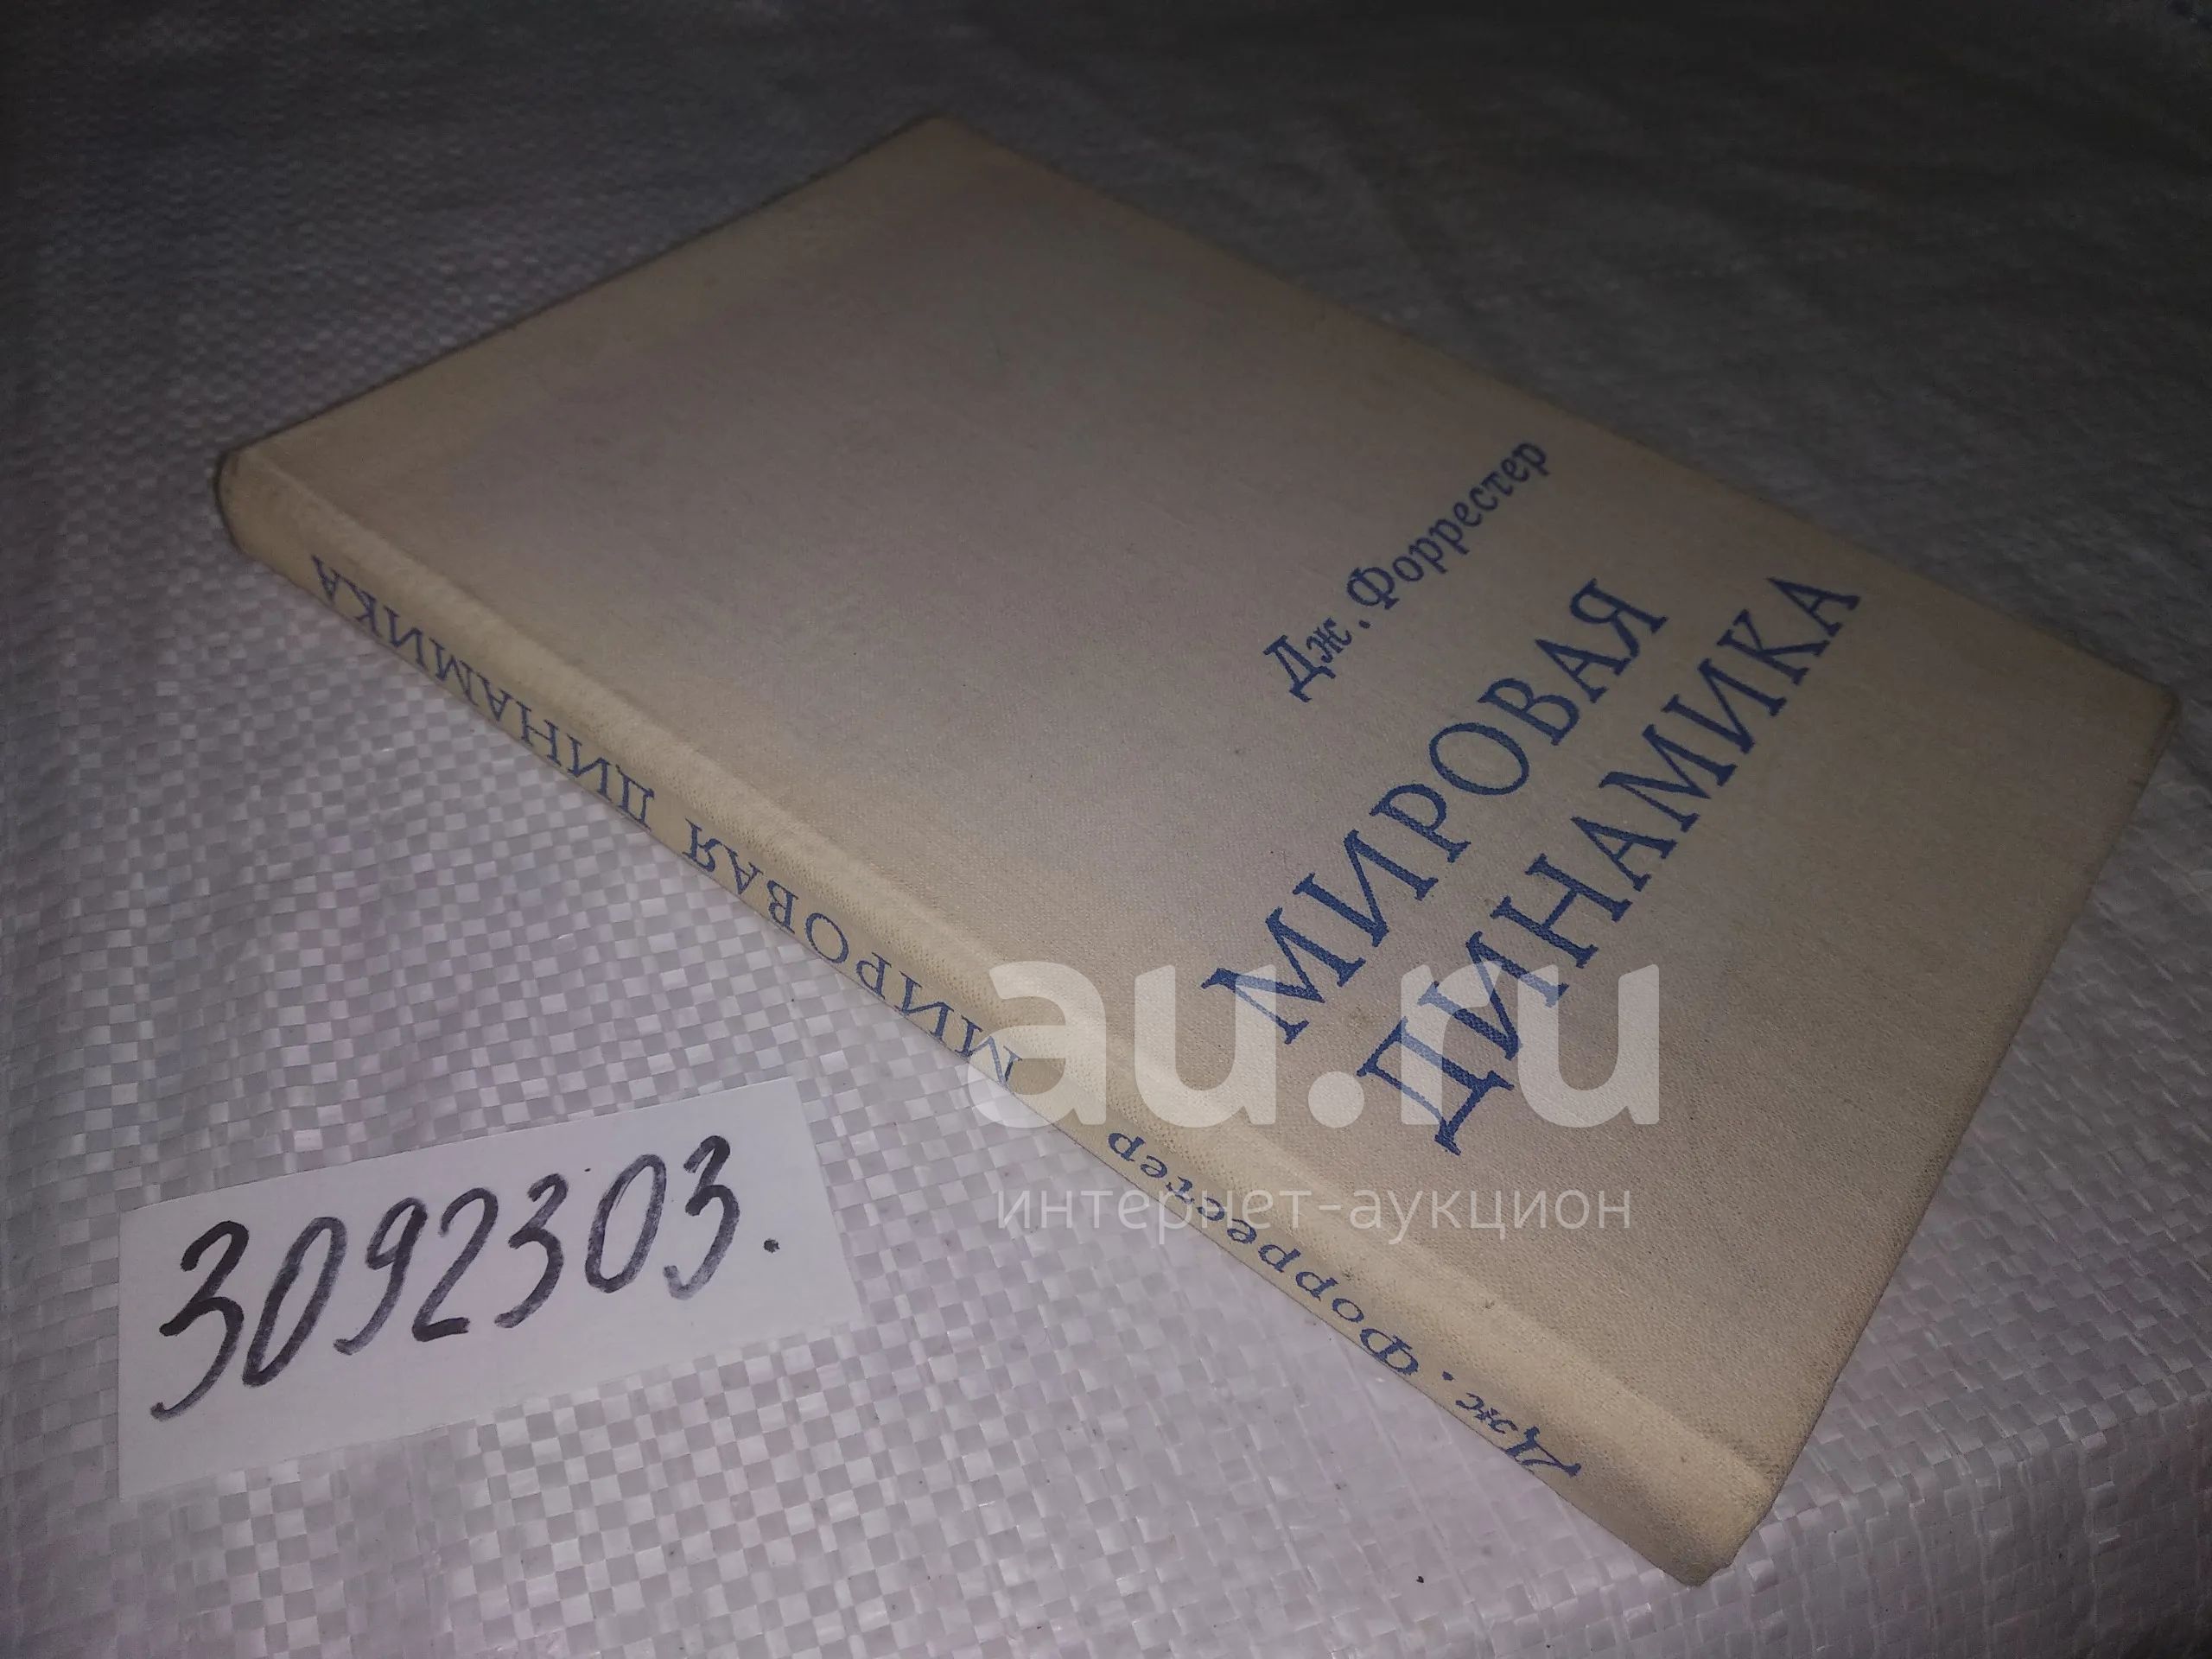 Дж. Форрестер
МИРОВАЯ
ДИНАМИКА
Дж. Форрестер МИРОВАЯ ДИНАМИКА
au.ru
интернет-аукцион
3092303.